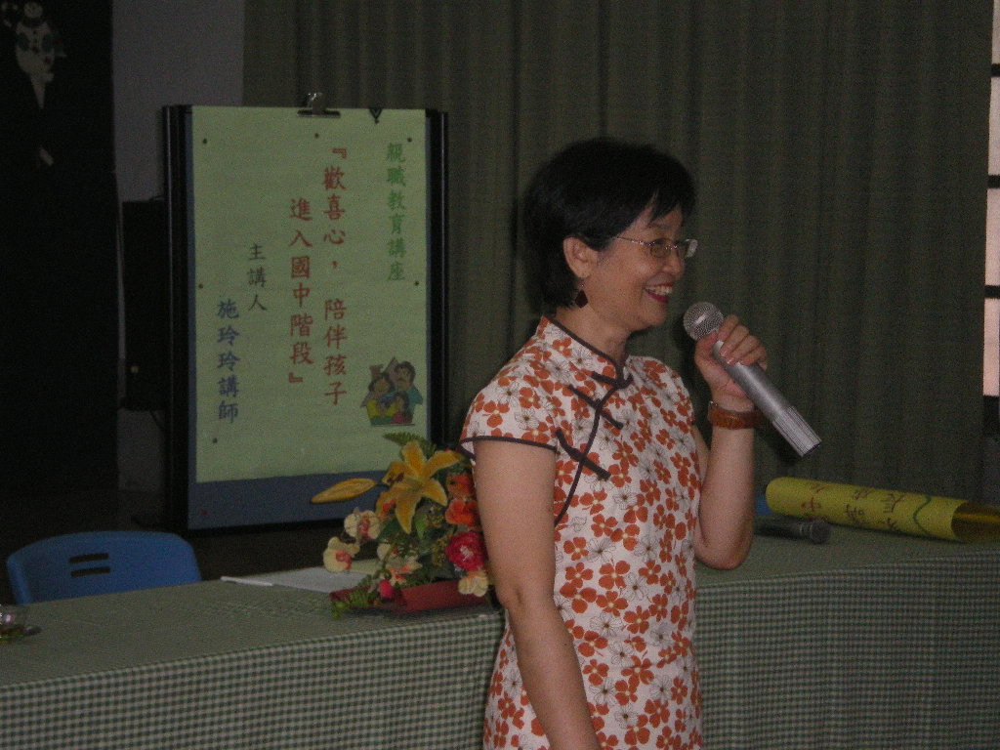 親職教育講座
『歡喜心，陪伴孩子
進入國中階段』
主講人
施玲玲講師